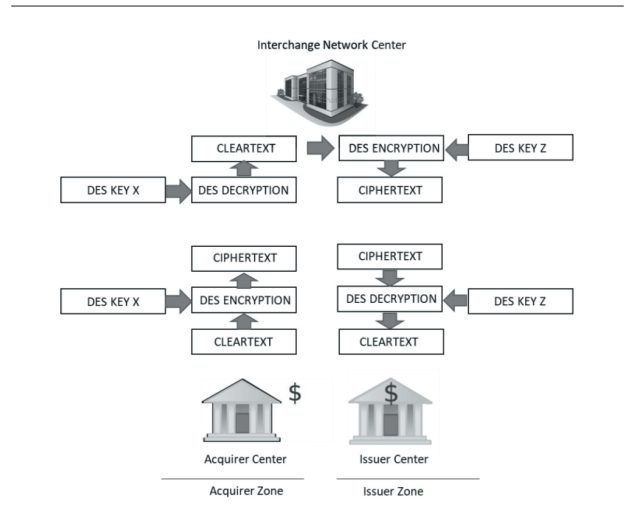 Interchange Network Center
CLEARTEXT DES ENCRYPTION DES KEY Z
DES KEY X DES DECRYPTION CIPHERTEXT
CIPHERTEXT CIPHERTEXT
DES KEY X DES ENCRYPTION DES DECRYPTION DES KEY Z
CLEARTEXT CLEARTEXT
$ $
Acquirer Center Issuer Center
Acquirer Zone Issuer Zone